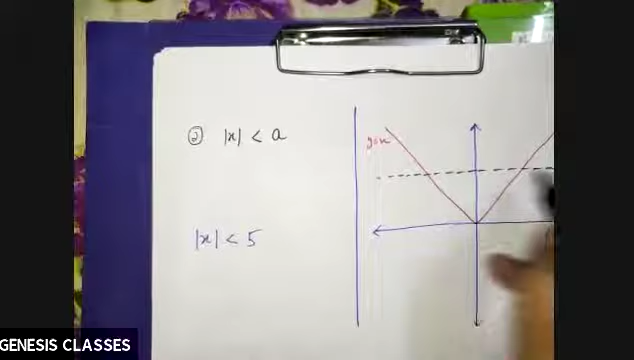 ② |x| < a
|x| < 5
GENESIS CLASSES